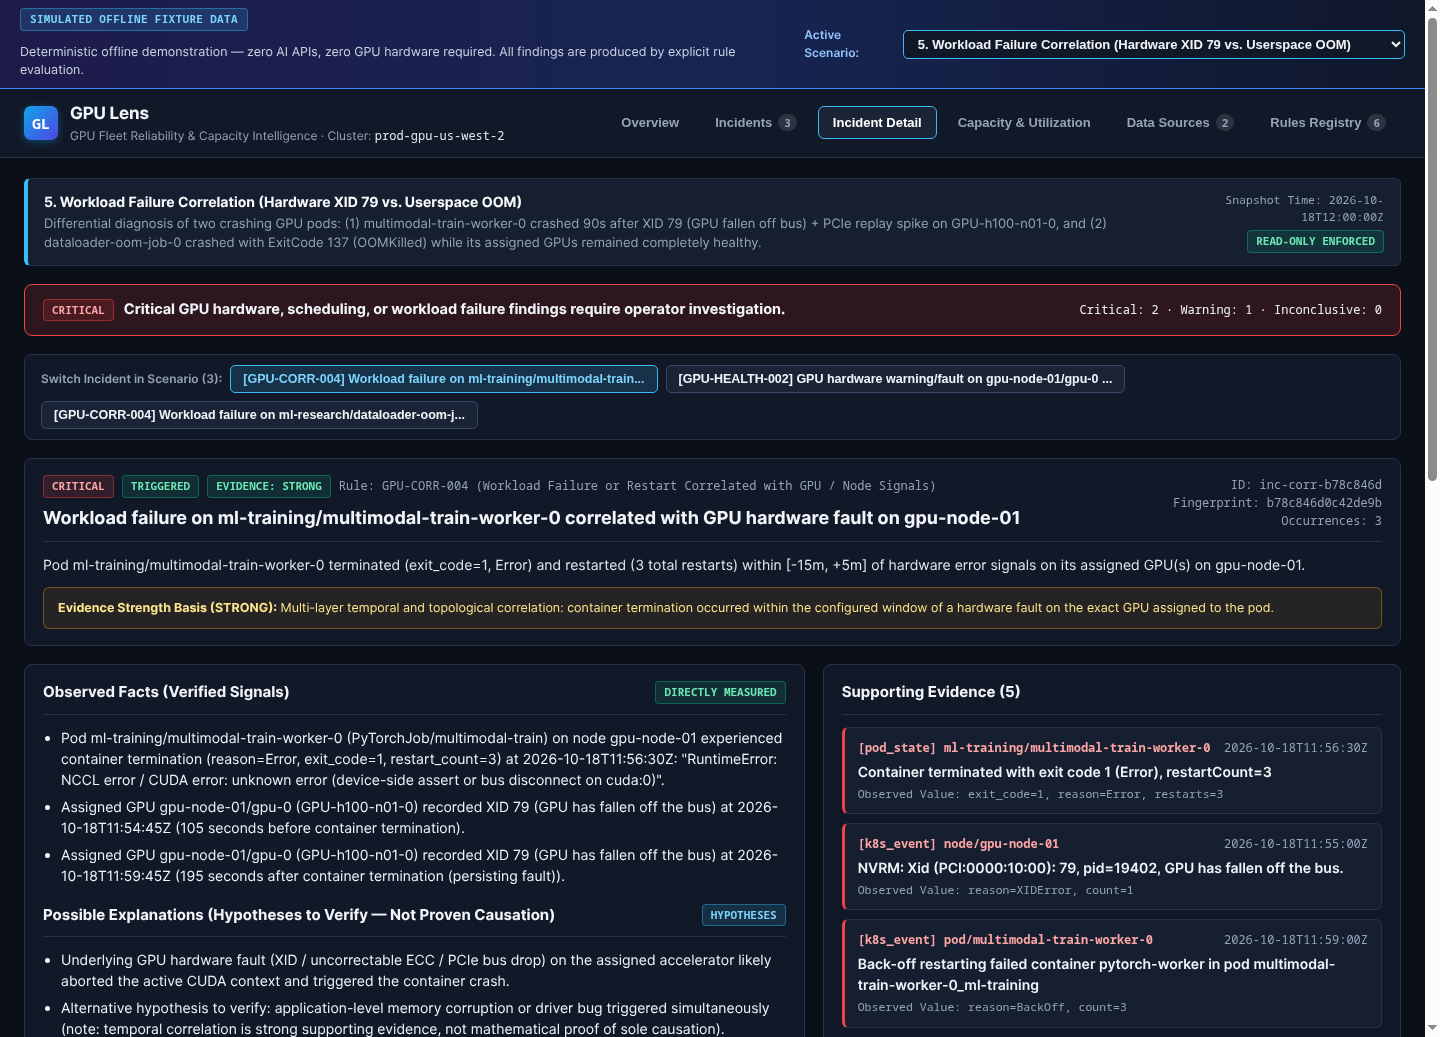 SIMULATED OFFLINE FIXTURE DATA
Deterministic offline demonstration — zero AI APIs, zero GPU hardware required. All findings are produced by explicit rule
evaluation.
Active
Scenario:
5. Workload Failure Correlation (Hardware XID 79 vs. Userspace OOM)
GL
GPU Lens
GPU Fleet Reliability & Capacity Intelligence · Cluster: prod-gpu-us-west-2
Overview
Incidents 3
Incident Detail
Capacity & Utilization
Data Sources 2
Rules Registry 6
5. Workload Failure Correlation (Hardware XID 79 vs. Userspace OOM)
Differential diagnosis of two crashing GPU pods: (1) multimodal-train-worker-0 crashed 90s after XID 79 (GPU fallen off bus) + PCIe replay spike on GPU-h100-n01-0, and (2)
dataloader-oom-job-0 crashed with ExitCode 137 (OOMKilled) while its assigned GPUs remained completely healthy.
Snapshot Time: 2026-10-
18T12:00:00Z
READ-ONLY ENFORCED
CRITICAL
Critical GPU hardware, scheduling, or workload failure findings require operator investigation.
Critical: 2 · Warning: 1 · Inconclusive: 0
Switch Incident in Scenario (3):
[GPU-CORR-004] Workload failure on ml-training/multimodal-train...
[GPU-HEALTH-002] GPU hardware warning/fault on gpu-node-01/gpu-0 ...
[GPU-CORR-004] Workload failure on ml-research/dataloader-oom-j...
CRITICAL
TRIGGERED
EVIDENCE: STRONG
Rule: GPU-CORR-004 (Workload Failure or Restart Correlated with GPU / Node Signals)
Workload failure on ml-training/multimodal-train-worker-0 correlated with GPU hardware fault on gpu-node-01
ID: inc-corr-b78c846d
Fingerprint: b78c846d0c42de9b
Occurrences: 3
Pod ml-training/multimodal-train-worker-0 terminated (exit_code=1, Error) and restarted (3 total restarts) within [-15m, +5m] of hardware error signals on its assigned GPU(s) on gpu-node-01.
Evidence Strength Basis (STRONG): Multi-layer temporal and topological correlation: container termination occurred within the configured window of a hardware fault on the exact GPU assigned to the pod.
Observed Facts (Verified Signals)
DIRECTLY MEASURED
• Pod ml-training/multimodal-train-worker-0 (PyTorchJob/multimodal-train) on node gpu-node-01 experienced
container termination (reason=Error, exit_code=1, restart_count=3) at 2026-10-18T11:56:30Z: "RuntimeError:
NCCL error / CUDA error: unknown error (device-side assert or bus disconnect on cuda:0)".
• Assigned GPU gpu-node-01/gpu-0 (GPU-h100-n01-0) recorded XID 79 (GPU has fallen off the bus) at 2026-
10-18T11:54:45Z (105 seconds before container termination).
• Assigned GPU gpu-node-01/gpu-0 (GPU-h100-n01-0) recorded XID 79 (GPU has fallen off the bus) at 2026-
10-18T11:59:45Z (195 seconds after container termination (persisting fault)).
Possible Explanations (Hypotheses to Verify — Not Proven Causation)
HYPOTHESES
• Underlying GPU hardware fault (XID / uncorrectable ECC / PCIe bus drop) on the assigned accelerator likely
aborted the active CUDA context and triggered the container crash.
• Alternative hypothesis to verify: application-level memory corruption or driver bug triggered simultaneously
(note: temporal correlation is strong supporting evidence, not mathematical proof of sole causation).
Supporting Evidence (5)
[pod_state] ml-training/multimodal-train-worker-0
2026-10-18T11:56:30Z
Container terminated with exit code 1 (Error), restartCount=3
Observed Value: exit_code=1, reason=Error, restarts=3
[k8s_event] node/gpu-node-01
2026-10-18T11:55:00Z
NVRM: Xid (PCI:0000:10:00): 79, pid=19402, GPU has fallen off the bus.
Observed Value: reason=XIDError, count=1
[k8s_event] pod/multimodal-train-worker-0
2026-10-18T11:59:00Z
Back-off restarting failed container pytorch-worker in pod multimodal-
train-worker-0_ml-training
Observed Value: reason=BackOff, count=3